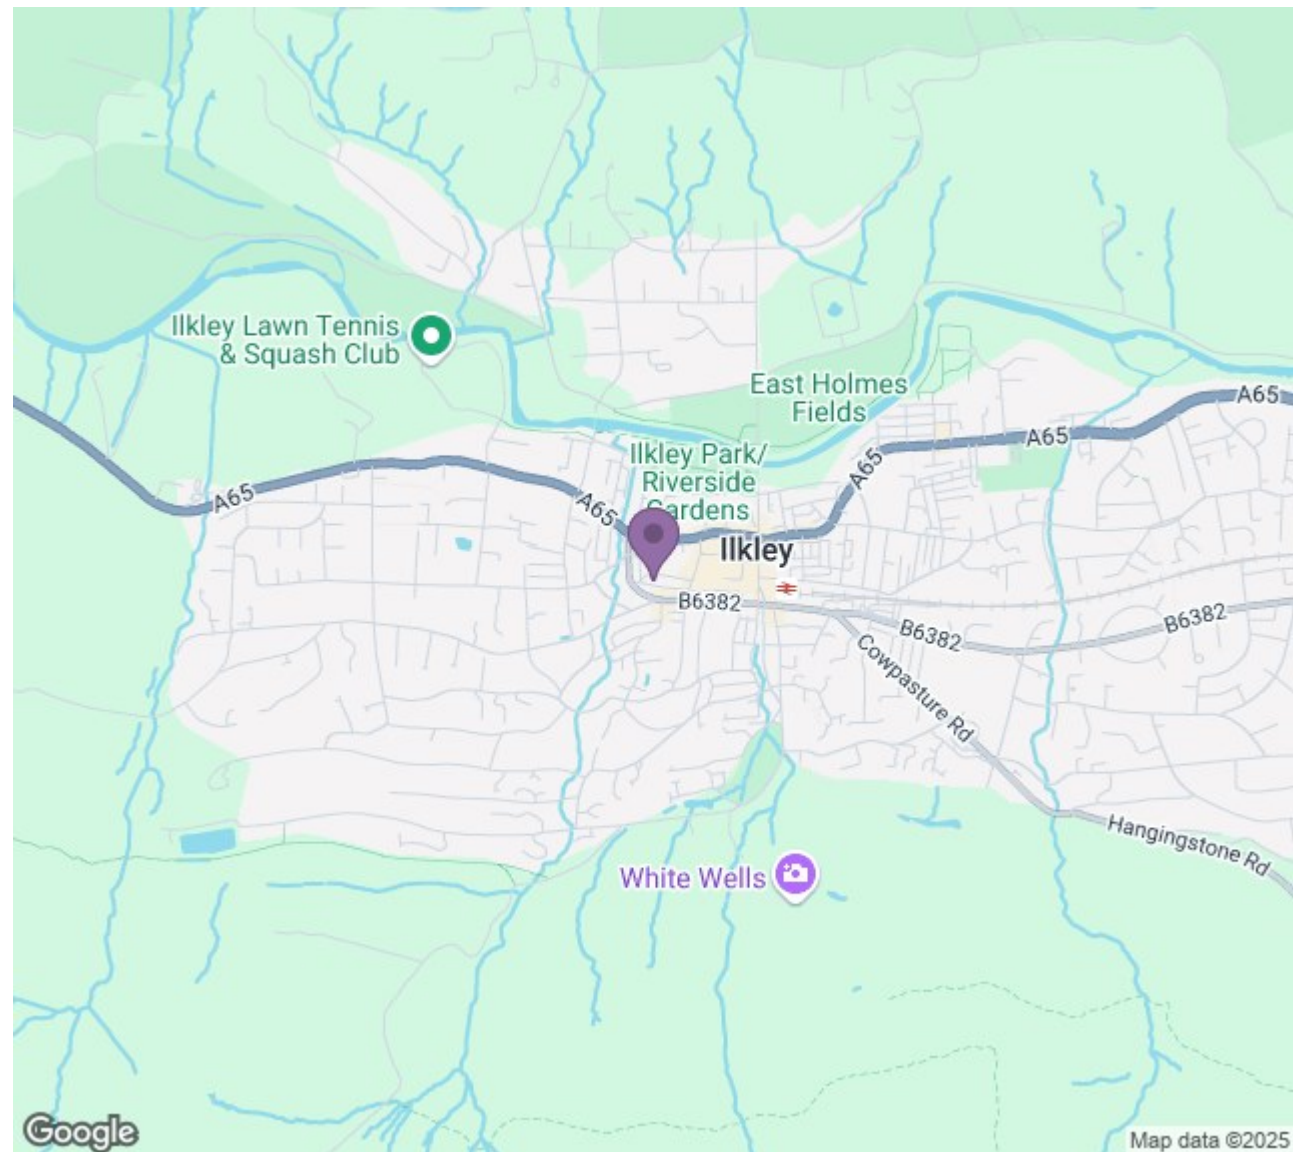 Ilkley Lawn Tennis
& Squash Club
East Holmes
Fields
A65
A65
A65
Ilkley Park/
Riverside
Gardens
A65
A65
Ilkley
B6382
B6382
B6382
Cowpasture Rd
Hangingstone Rd
White Wells
Google
Map data ©2025